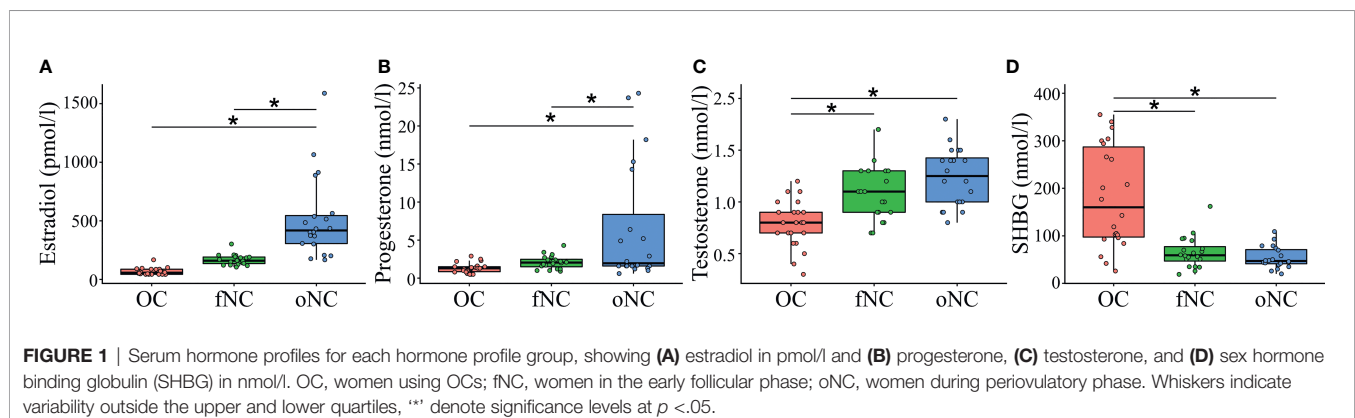 A
B
C
D
Estradiol (pmol/l)
1500
1000
500
0
*
*
OC
fNC
oNC
Progesterone (nmol/l)
25
20
15
10
5
0
*
*
OC
fNC
oNC
Testosterone (nmol/l)
2.5
1.5
1.0
0.5
*
*
OC
fNC
oNC
SHBG (nmol/l)
400
300
200
100
0
*
*
OC
fNC
oNC
FIGURE 1 | Serum hormone profiles for each hormone profile group, showing (A) estradiol in pmol/l and (B) progesterone, (C) testosterone, and (D) sex hormone
binding globulin (SHBG) in nmol/l. OC, women using OCs; fNC, women in the early follicular phase; oNC, women during periovulatory phase. Whiskers indicate
variability outside the upper and lower quartiles, ‘*’ denote significance levels at p <.05.